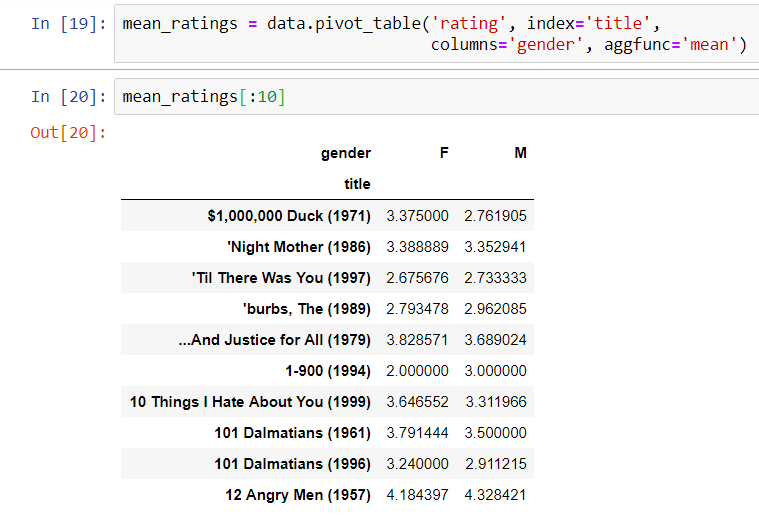 In [19]: mean_ratings = data.pivot_table('rating', index='title',
columns='gender', aggfunc='mean')
In [20]: mean_ratings[:10]
Out[20]:
gender F M
title
$1,000,000 Duck (1971) 3.375000 2.761905
'Night Mother (1986) 3.388889 3.352941
'Til There Was You (1997) 2.675676 2.733333
'burbs, The (1989) 2.793478 2.962085
...And Justice for All (1979) 3.828571 3.689024
1-900 (1994) 2.000000 3.000000
10 Things I Hate About You (1999) 3.646552 3.311966
101 Dalmatians (1961) 3.791444 3.500000
101 Dalmatians (1996) 3.240000 2.911215
12 Angry Men (1957) 4.184397 4.328421